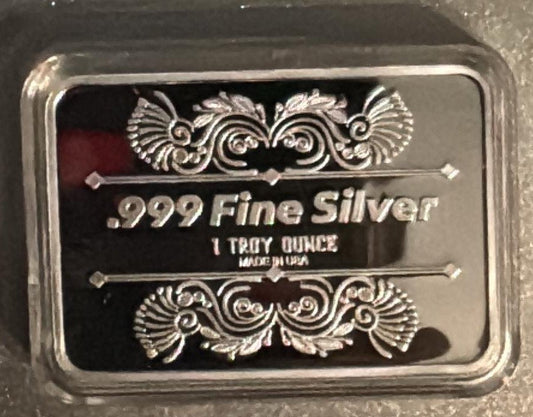 .999 Fine Silver
1 TROY OUNCE
MADE IN USA